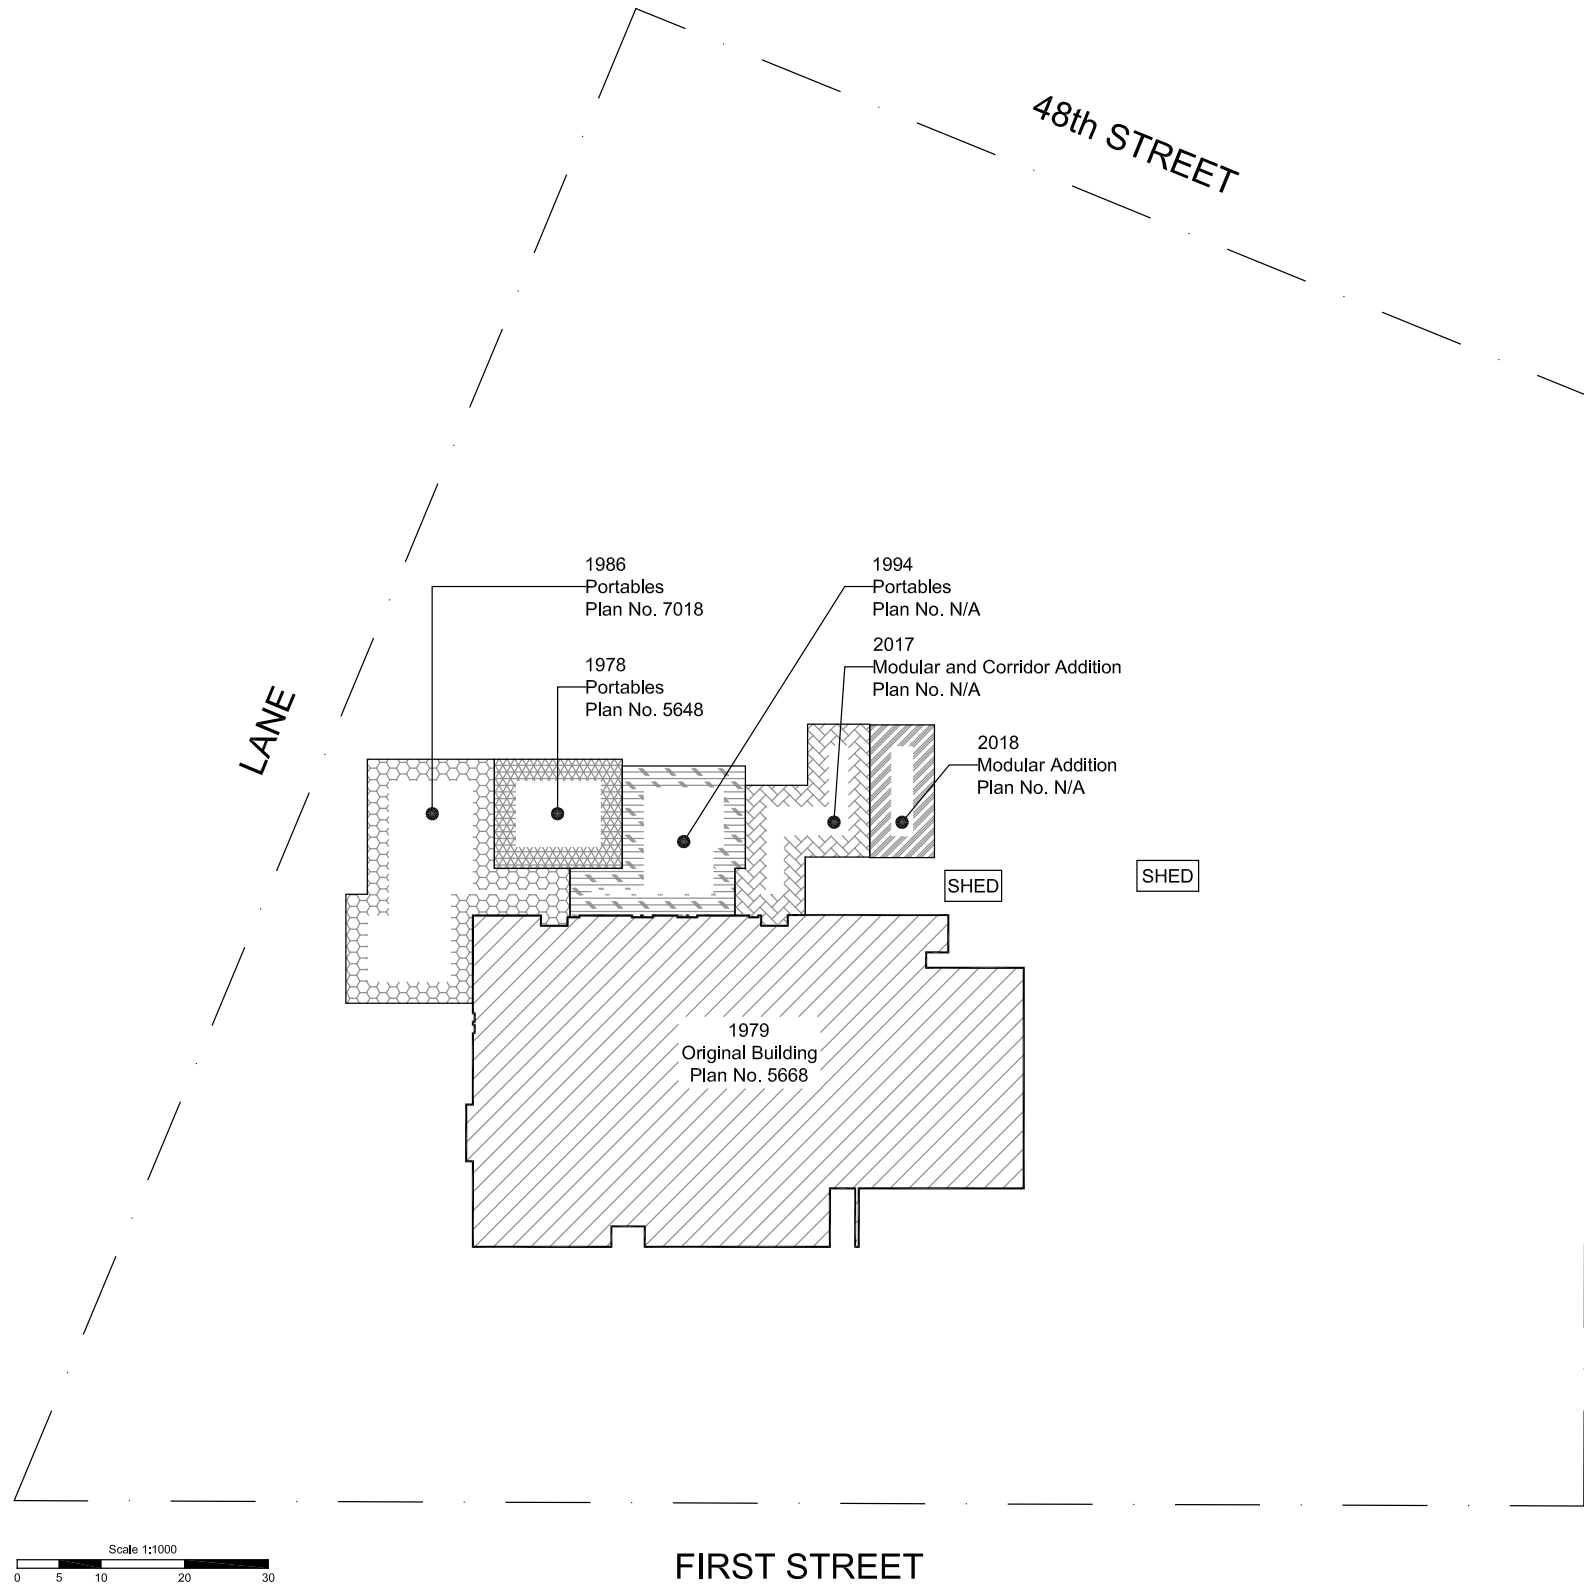 48th STREET
1986
Portables
Plan No. 7018
1994
Portables
Plan No. N/A
2017
Modular and Corridor Addition
Plan No. N/A
1978
Portables
Plan No. 5648
LANE
2018
Modular Addition
Plan No. N/A
SHED
SHED
1979
Original Building
Plan No. 5668
Scale 1:1000
0 5 10 20 30
FIRST STREET